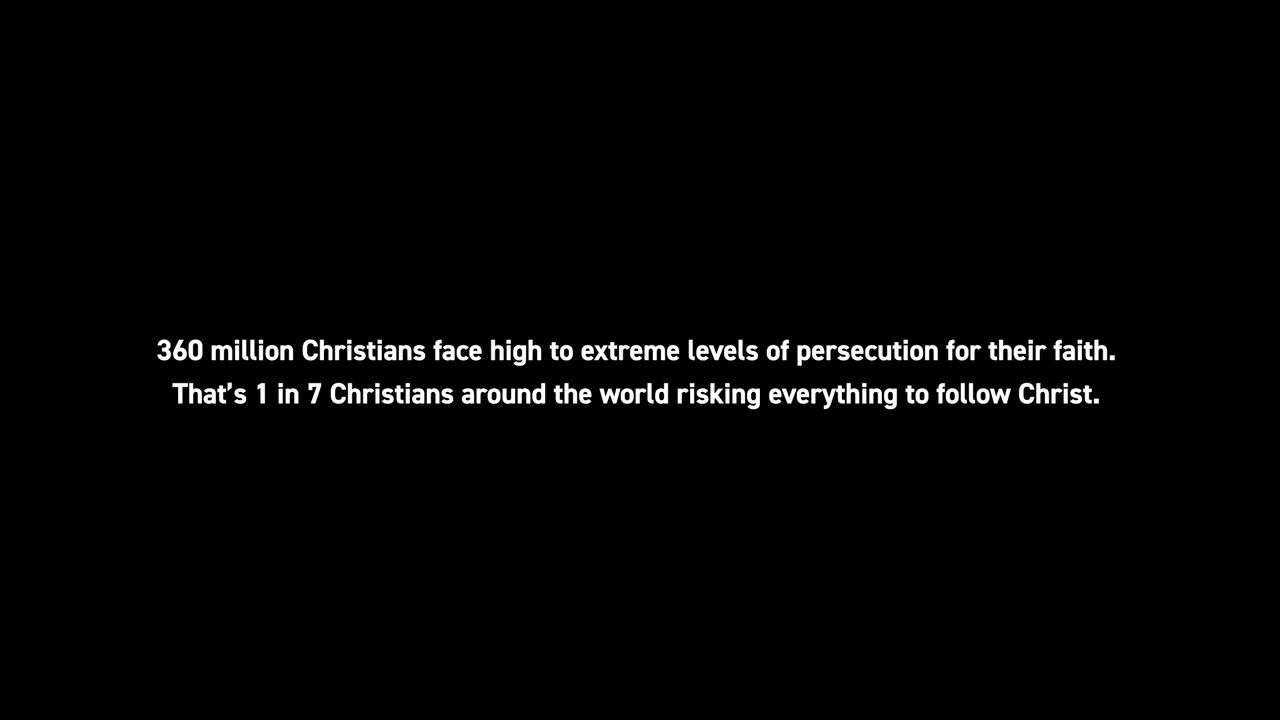 360 million Christians face high to extreme levels of persecution for their faith.
That’s 1 in 7 Christians around the world risking everything to follow Christ.